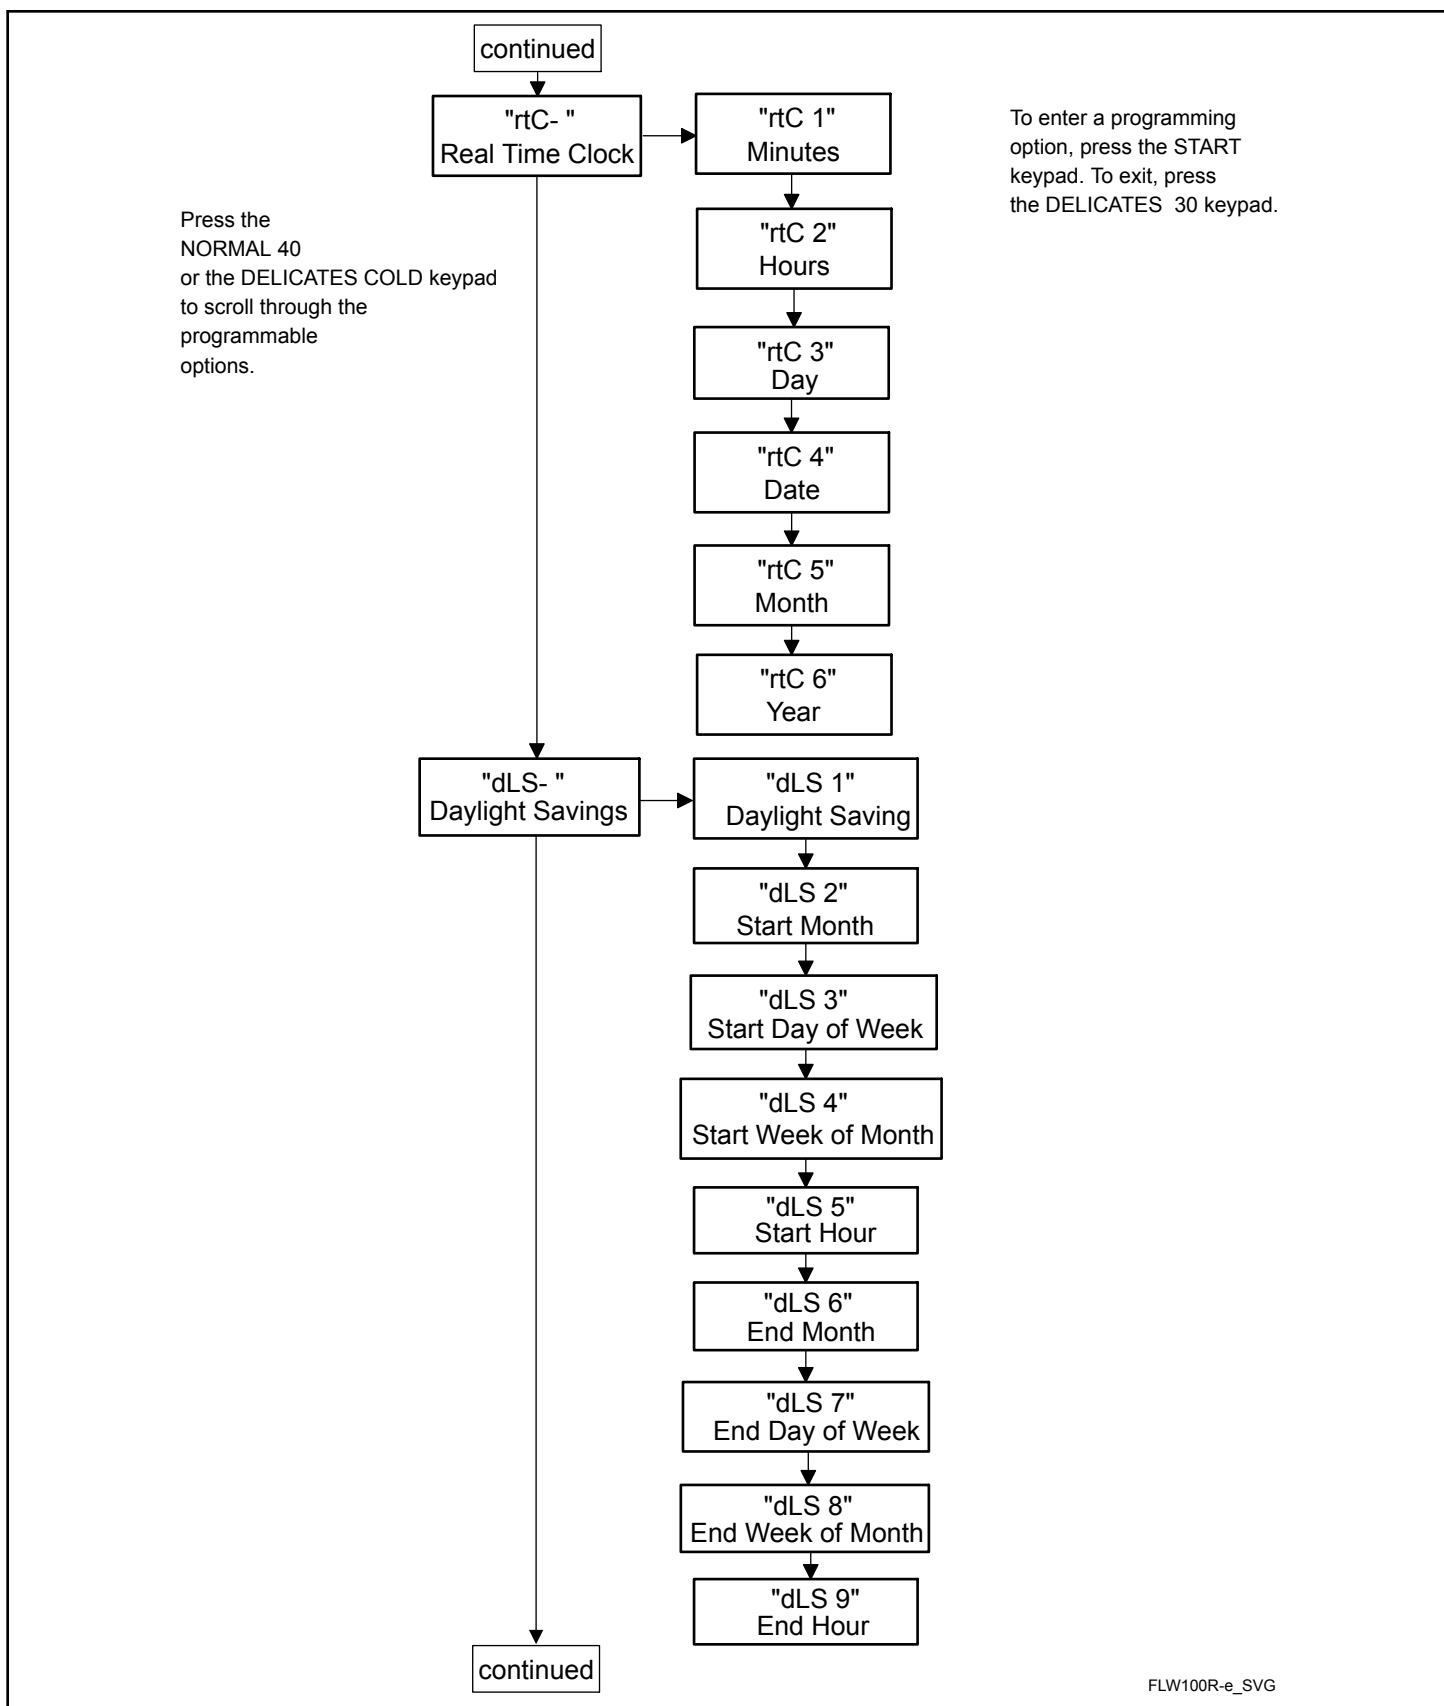 continued
"rtC- "
Real Time Clock
"rtC 1"
Minutes
To enter a programming
option, press the START
keypad. To exit, press
the DELICATES  30 keypad.
Press the
NORMAL 40
or the DELICATES COLD keypad
to scroll through the
programmable
options.
"rtC 2"
Hours
"rtC 3"
Day
"rtC 4"
Date
"rtC 5"
Month
"rtC 6"
Year
"dLS- "
Daylight Savings
"dLS 1"
Daylight Saving
"dLS 2"
Start Month
"dLS 3"
Start Day of Week
"dLS 4"
Start Week of Month
"dLS 5"
Start Hour
"dLS 6"
End Month
"dLS 7"
End Day of Week
"dLS 8"
End Week of Month
"dLS 9"
End Hour
continued
FLW100R-e_SVG